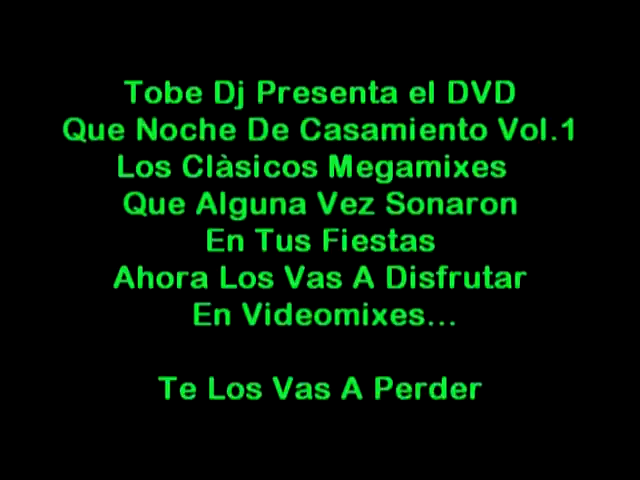 Tobe Dj Presenta el DVD
Que Noche De Casamiento Vol.1
Los Clàsicos Megamixes
Que Alguna Vez Sonaron
En Tus Fiestas
Ahora Los Vas A Disfrutar
En Videomixes...
Te Los Vas A Perder